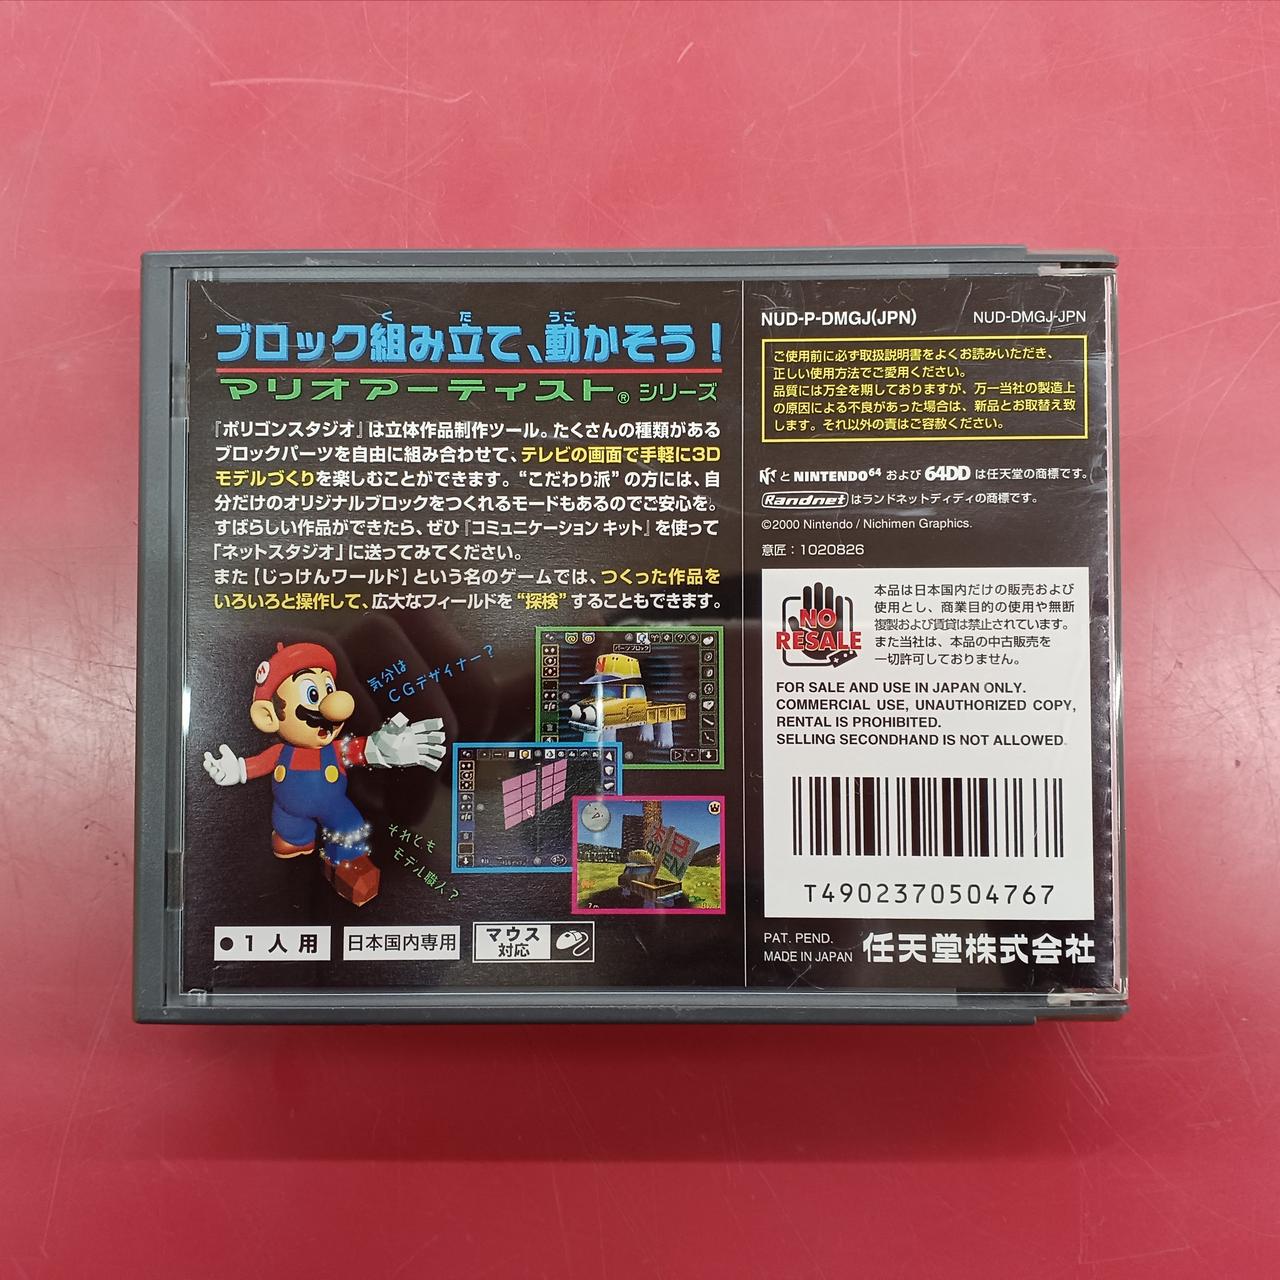 ブロック組み立て、動かそう！
く た うご
マリオアーティスト® シリーズ
『ポリゴンスタジオ』は立体作品制作ツール。たくさんの種類がある
ブロックパーツを自由に組み合わせて、テレビの画面で手軽に3D
モデルづくりを楽しむことができます。“こだわり派”の方には、自
分だけのオリジナルブロックをつくれるモードもあるのでご安心を。
すばらしい作品ができたら、ぜひ『コミュニケーション キット』を使って
「ネットスタジオ」に送ってみてください。
また【じっけんワールド】という名のゲームでは、つくった作品を
いろいろと操作して、広大なフィールドを“探検”することもできます。
気分は
CGデザイナー？
パーツブロック
それとも
モデル職人？
OPEN
●1人用
日本国内専用
マウス
対応
NUD-P-DMGJ(JPN)
NUD-DMGJ-JPN
ご使用前に必ず取扱説明書をよくお読みいただき、
正しい使用方法でご愛用ください。
品質には万全を期しておりますが、万一当社の製造上
の原因による不良があった場合は、新品とお取替え致
します。それ以外の責はご容赦ください。
と NINTENDO64 および 64DD は任天堂の商標です。
Randnet はランドネットディディの商標です。
©2000 Nintendo / Nichimen Graphics.
意匠：1020826
NO
RESALE
本品は日本国内だけの販売および
使用とし、商業目的の使用や無断
複製および賃貸は禁止されています。
また当社は、本品の中古販売を
一切許可しておりません。
FOR SALE AND USE IN JAPAN ONLY.
COMMERCIAL USE, UNAUTHORIZED COPY,
RENTAL IS PROHIBITED.
SELLING SECONDHAND IS NOT ALLOWED.
T4902370504767
PAT. PEND.
MADE IN JAPAN
任天堂株式会社